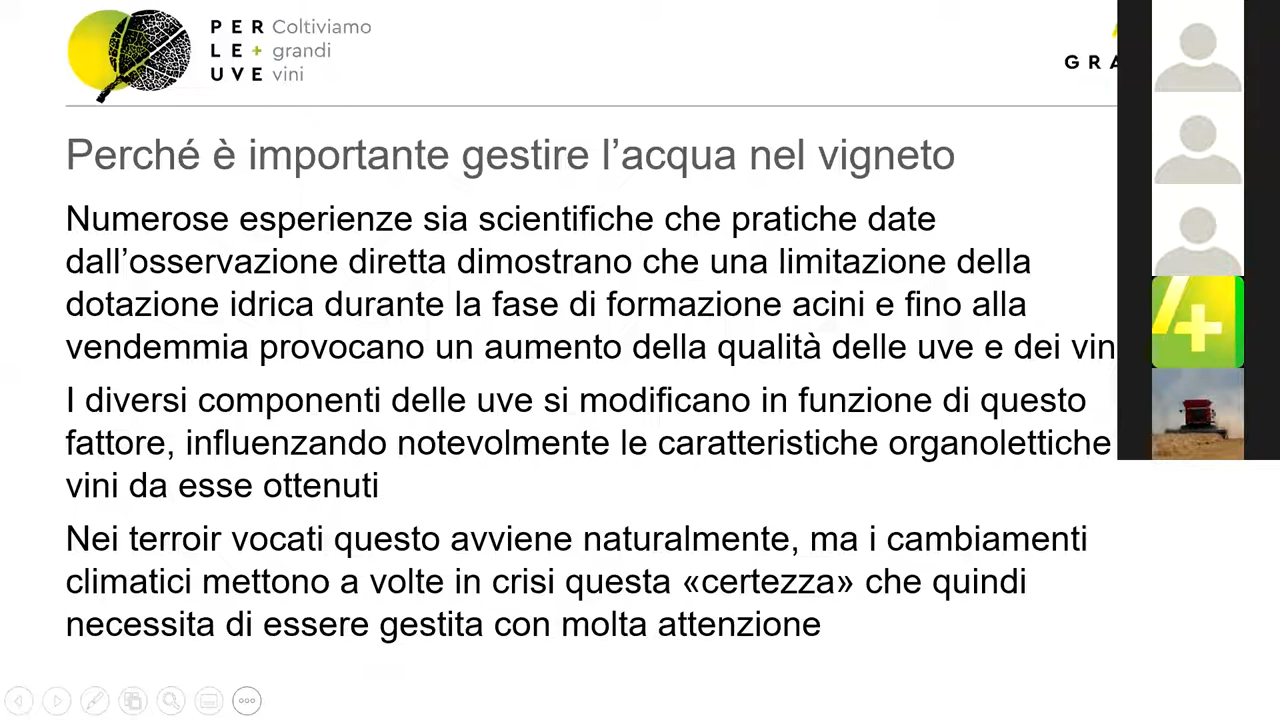 PER Coltiviamo
LE + grandi
UVE vini
Perché è importante gestire l’acqua nel vigneto
Numerose esperienze sia scientifiche che pratiche date
dall’osservazione diretta dimostrano che una limitazione della
dotazione idrica durante la fase di formazione acini e fino alla
vendemmia provocano un aumento della qualità delle uve e dei vin
I diversi componenti delle uve si modificano in funzione di questo
fattore, influenzando notevolmente le caratteristiche organolettiche
vini da esse ottenuti
Nei terroir vocati questo avviene naturalmente, ma i cambiamenti
climatici mettono a volte in crisi questa «certezza» che quindi
necessita di essere gestita con molta attenzione